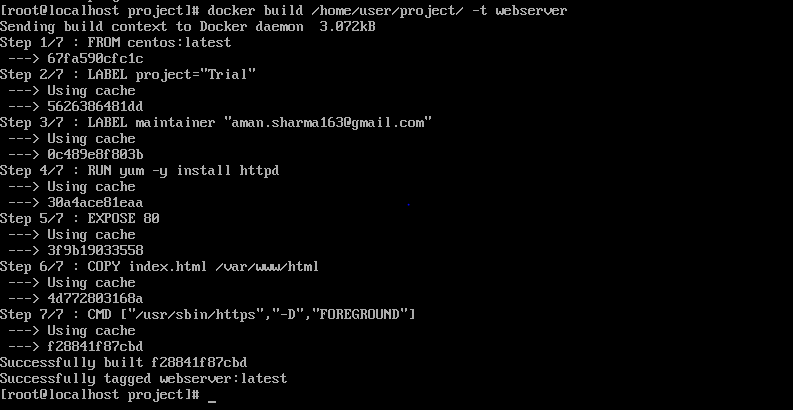 [root@localhost project]# docker build /home/user/project/ -t webserver
Sending build context to Docker daemon  3.072kB
Step 1/7 : FROM centos:latest
 ---> 67fa590cfc1c
Step 2/7 : LABEL project="Trial"
 ---> Using cache
 ---> 5626386481dd
Step 3/7 : LABEL maintainer "aman.sharma163@gmail.com"
 ---> Using cache
 ---> 0c489e8f803b
Step 4/7 : RUN yum -y install httpd
 ---> Using cache
 ---> 30a4ace81eaa
Step 5/7 : EXPOSE 80
 ---> Using cache
 ---> 3f9b19033558
Step 6/7 : COPY index.html /var/www/html
 ---> Using cache
 ---> 4d772803168a
Step 7/7 : CMD ["/usr/sbin/https","-D","FOREGROUND"]
 ---> Using cache
 ---> f28841f87cbd
Successfully built f28841f87cbd
Successfully tagged webserver:latest
[root@localhost project]# _